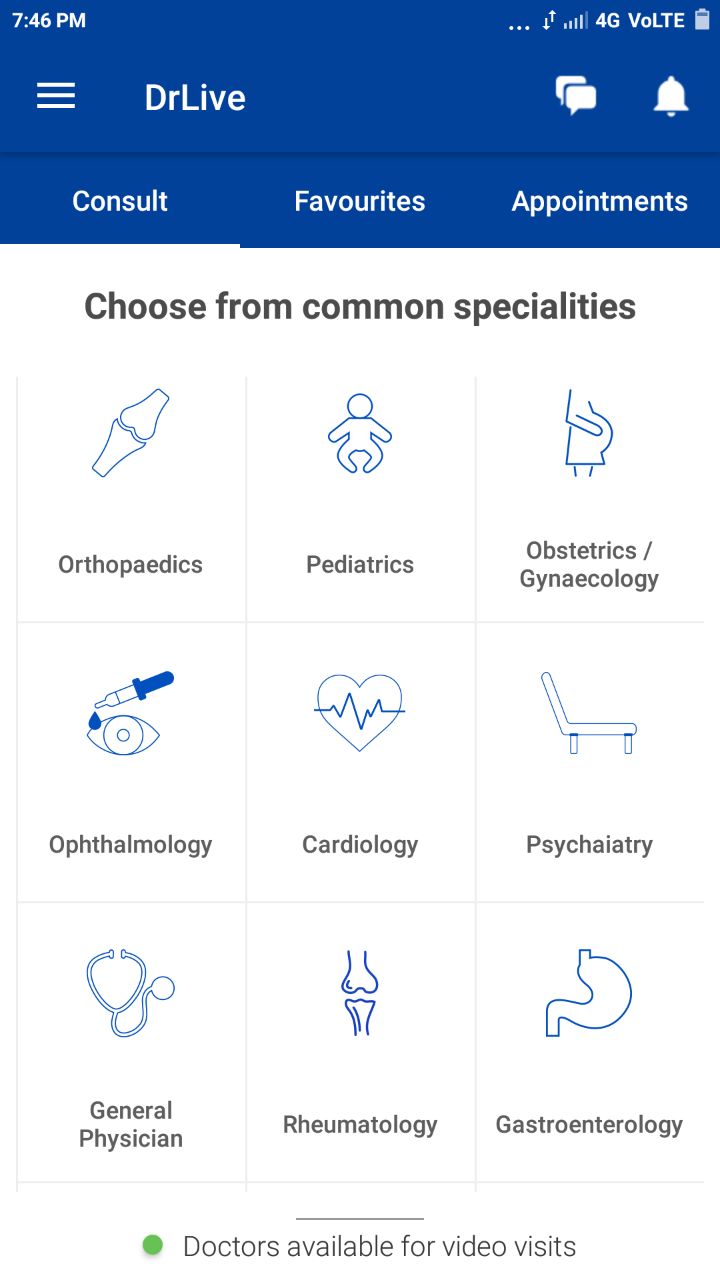 7:46 PM
... 4G VoLTE
DrLive
Consult
Favourites
Appointments
Choose from common specialities
Orthopaedics
Pediatrics
Obstetrics /
Gynaecology
Ophthalmology
Cardiology
Psychaiatry
General
Physician
Rheumatology
Gastroenterology
Doctors available for video visits